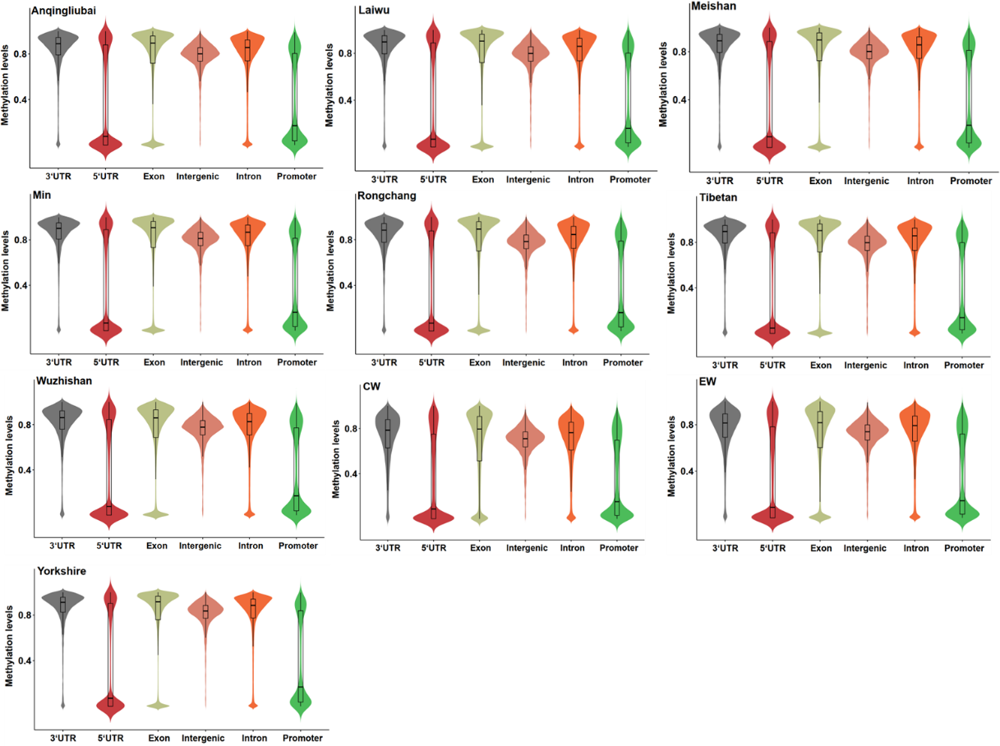 Anqingliubai
Methylation levels
0.8
0.4
3‘UTR 5‘UTR Exon Intergenic Intron Promoter
Laiwu
Methylation levels
0.8
0.4
3‘UTR 5‘UTR Exon Intergenic Intron Promoter
Meishan
Methylation levels
0.8
0.4
3‘UTR 5‘UTR Exon Intergenic Intron Promoter
Min
Methylation levels
0.8
0.4
3‘UTR 5‘UTR Exon Intergenic Intron Promoter
Rongchang
Methylation levels
0.8
0.4
3‘UTR 5‘UTR Exon Intergenic Intron Promoter
Tibetan
Methylation levels
0.8
0.4
3‘UTR 5‘UTR Exon Intergenic Intron Promoter
Wuzhishan
Methylation levels
0.8
0.4
3‘UTR 5‘UTR Exon Intergenic Intron Promoter
CW
Methylation levels
0.8
0.4
3‘UTR 5‘UTR Exon Intergenic Intron Promoter
EW
Methylation levels
0.8
0.4
3‘UTR 5‘UTR Exon Intergenic Intron Promoter
Yorkshire
Methylation levels
0.8
0.4
3‘UTR 5‘UTR Exon Intergenic Intron Promoter